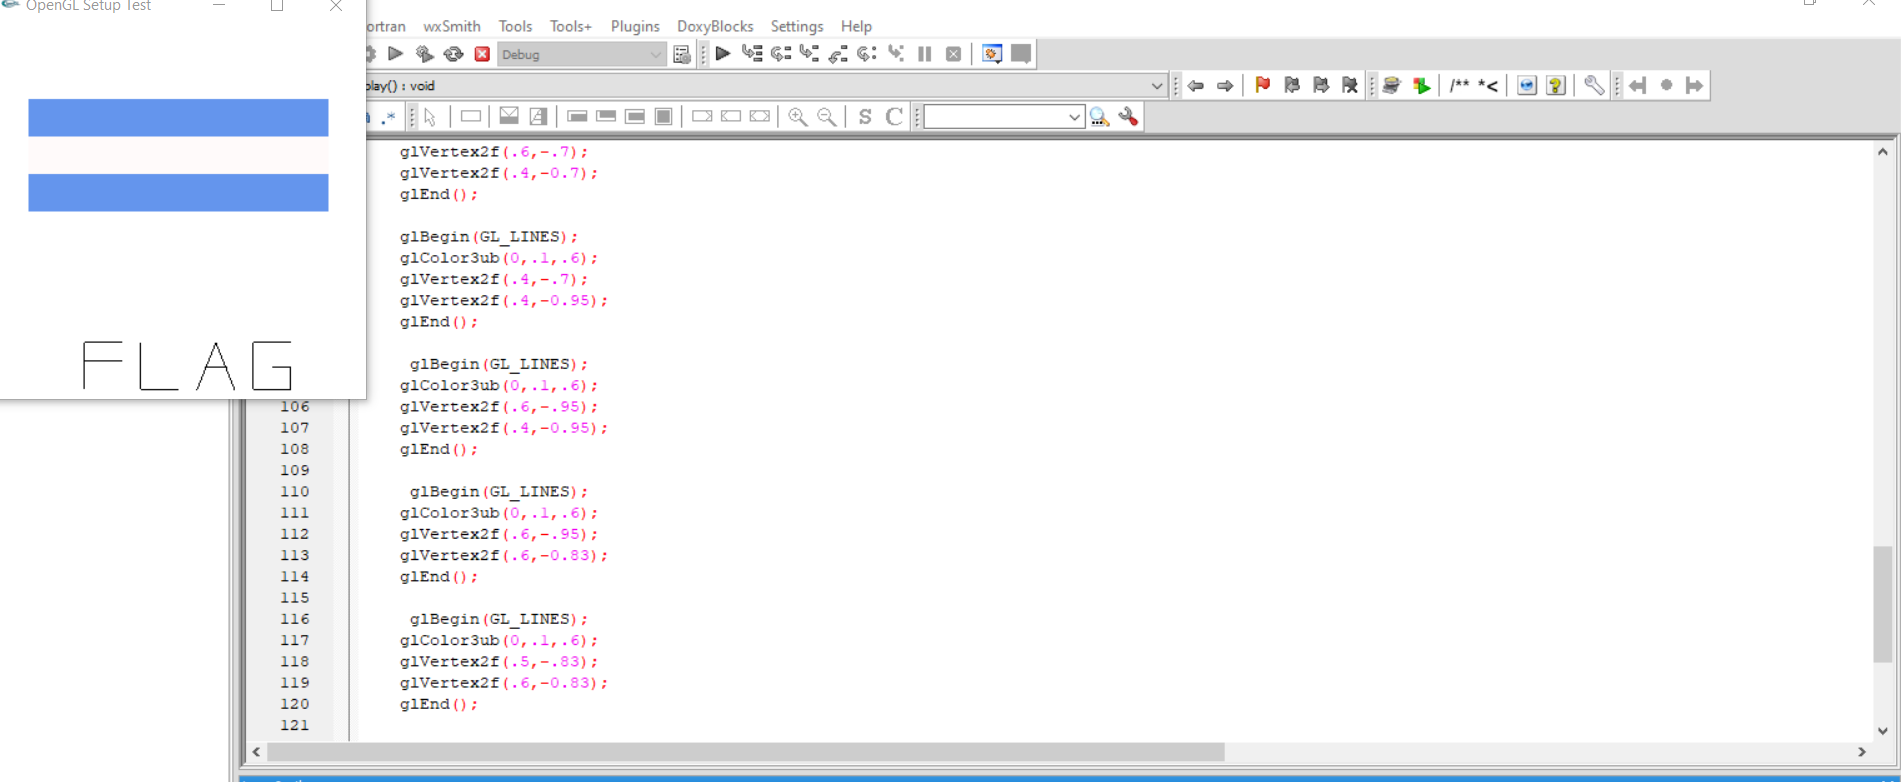 OpenGL Setup Test
ortran wxSmith Tools Tools+ Plugins DoxyBlocks Settings Help
Debug
play() : void
/** *<
.* S C
glVertex2f(.6,-.7);
glVertex2f(.4,-0.7);
glEnd();
glBegin(GL_LINES);
glColor3ub(0,.1,.6);
glVertex2f(.4,-.7);
glVertex2f(.4,-0.95);
glEnd();
glBegin(GL_LINES);
glColor3ub(0,.1,.6);
106 glVertex2f(.6,-.95);
107 glVertex2f(.4,-0.95);
108 glEnd();
109
110 glBegin(GL_LINES);
111 glColor3ub(0,.1,.6);
112 glVertex2f(.6,-.95);
113 glVertex2f(.6,-0.83);
114 glEnd();
115
116 glBegin(GL_LINES);
117 glColor3ub(0,.1,.6);
118 glVertex2f(.5,-.83);
119 glVertex2f(.6,-0.83);
120 glEnd();
121
FLAG